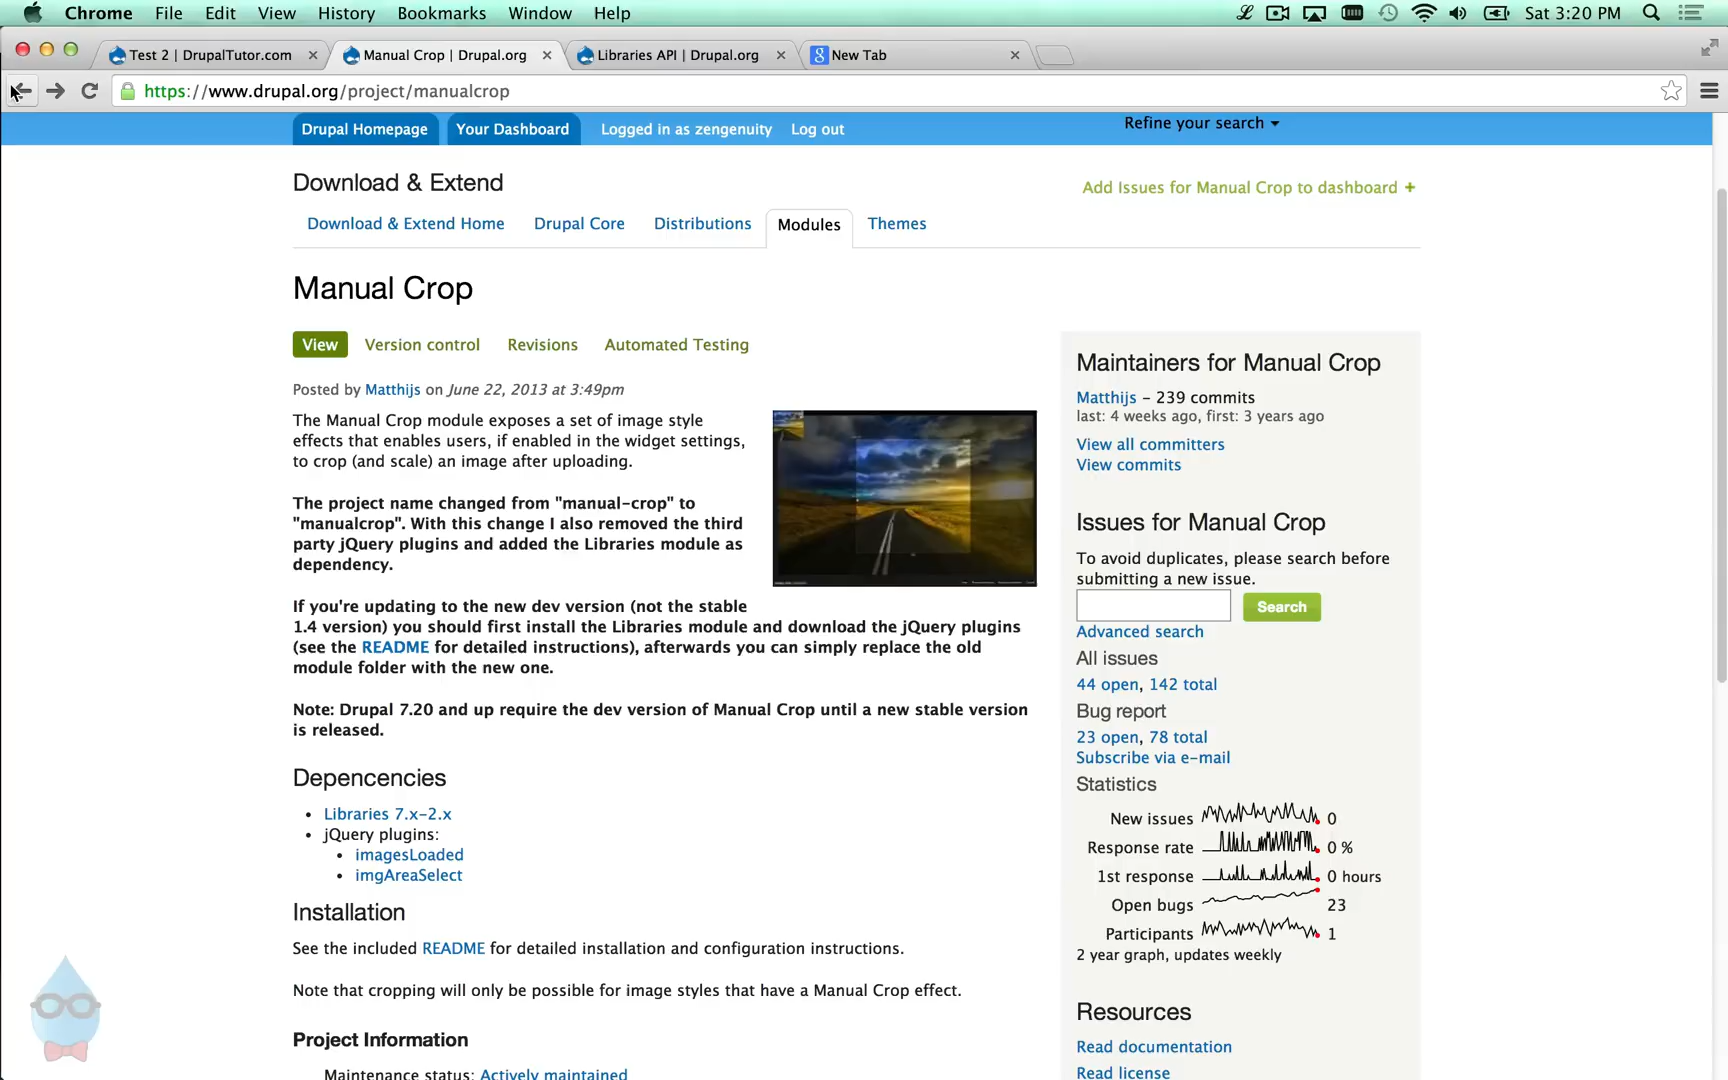 Chrome File Edit View History Bookmarks Window Help Sat 3:20 PM
Test 2 | DrupalTutor.com Manual Crop | Drupal.org Libraries API | Drupal.org New Tab
https://www.drupal.org/project/manualcrop
Drupal Homepage Your Dashboard Logged in as zengenuity Log out Refine your search
Download & Extend
Add Issues for Manual Crop to dashboard +
Download & Extend Home Drupal Core Distributions Modules Themes
Manual Crop
View Version control Revisions Automated Testing
Posted by Matthijs on June 22, 2013 at 3:49pm
The Manual Crop module exposes a set of image style
effects that enables users, if enabled in the widget settings,
to crop (and scale) an image after uploading.
The project name changed from "manual-crop" to
"manualcrop". With this change I also removed the third
party jQuery plugins and added the Libraries module as
dependency.
If you're updating to the new dev version (not the stable
1.4 version) you should first install the Libraries module and download the jQuery plugins
(see the README for detailed instructions), afterwards you can simply replace the old
module folder with the new one.
Note: Drupal 7.20 and up require the dev version of Manual Crop until a new stable version
is released.
Depencencies
• Libraries 7.x-2.x
• jQuery plugins:
• imagesLoaded
• imgAreaSelect
Installation
See the included README for detailed installation and configuration instructions.
Note that cropping will only be possible for image styles that have a Manual Crop effect.
Project Information
Maintenance status: Actively maintained
Maintainers for Manual Crop
Matthijs – 239 commits
last: 4 weeks ago, first: 3 years ago
View all committers
View commits
Issues for Manual Crop
To avoid duplicates, please search before
submitting a new issue.
Search
Advanced search
All issues
44 open, 142 total
Bug report
23 open, 78 total
Subscribe via e-mail
Statistics
New issues 0
Response rate 0 %
1st response 0 hours
Open bugs 23
Participants 1
2 year graph, updates weekly
Resources
Read documentation
Read license